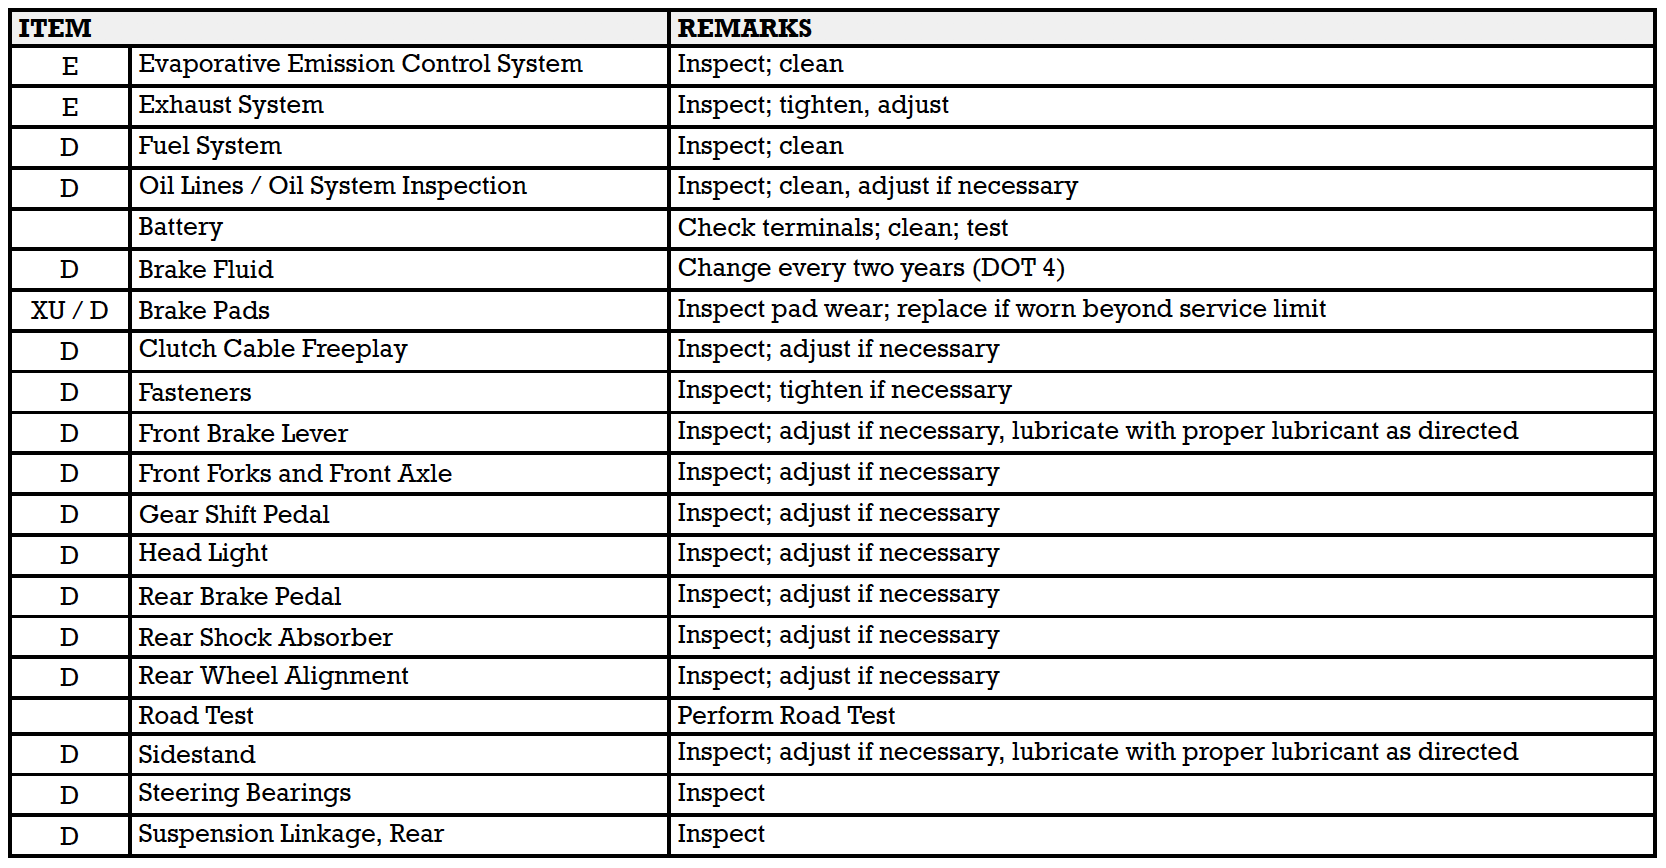 ITEM REMARKS
E Evaporative Emission Control System Inspect; clean
E Exhaust System Inspect; tighten, adjust
D Fuel System Inspect; clean
D Oil Lines / Oil System Inspection Inspect; clean, adjust if necessary
Battery Check terminals; clean; test
D Brake Fluid Change every two years (DOT 4)
XU / D Brake Pads Inspect pad wear; replace if worn beyond service limit
D Clutch Cable Freeplay Inspect; adjust if necessary
D Fasteners Inspect; tighten if necessary
D Front Brake Lever Inspect; adjust if necessary, lubricate with proper lubricant as directed
D Front Forks and Front Axle Inspect; adjust if necessary
D Gear Shift Pedal Inspect; adjust if necessary
D Head Light Inspect; adjust if necessary
D Rear Brake Pedal Inspect; adjust if necessary
D Rear Shock Absorber Inspect; adjust if necessary
D Rear Wheel Alignment Inspect; adjust if necessary
Road Test Perform Road Test
D Sidestand Inspect; adjust if necessary, lubricate with proper lubricant as directed
D Steering Bearings Inspect
D Suspension Linkage, Rear Inspect